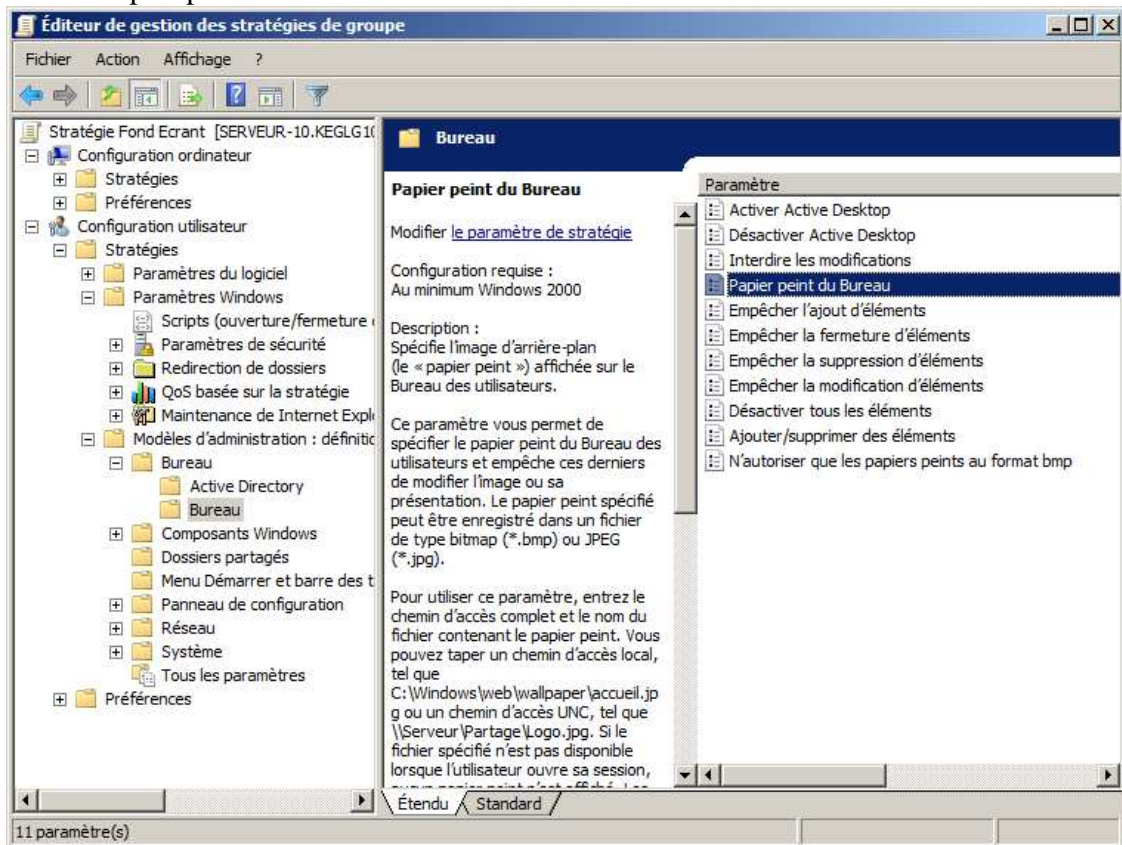 Éditeur de gestion des stratégies de groupe
Fichier Action Affichage ?
Stratégie Fond Ecrant [SERVEUR-10.KEGLG10
Configuration ordinateur
Stratégies
Préférences
Configuration utilisateur
Stratégies
Paramètres du logiciel
Paramètres Windows
Scripts (ouverture/fermeture
Paramètres de sécurité
Redirection de dossiers
QoS basée sur la stratégie
Maintenance de Internet Expl
Modèles d'administration : définitio
Bureau
Active Directory
Bureau
Composants Windows
Dossiers partagés
Menu Démarrer et barre des t
Panneau de configuration
Réseau
Système
Tous les paramètres
Préférences
Bureau
Papier peint du Bureau
Modifier le paramètre de stratégie
Configuration requise :
Au minimum Windows 2000
Description :
Spécifie l'image d'arrière-plan
(le « papier peint ») affichée sur le
Bureau des utilisateurs.
Ce paramètre vous permet de
spécifier le papier peint du Bureau des
utilisateurs et empêche ces derniers
de modifier l'image ou sa
présentation. Le papier peint spécifié
peut être enregistré dans un fichier
de type bitmap (*.bmp) ou JPEG
(*.jpg).
Pour utiliser ce paramètre, entrez le
chemin d'accès complet et le nom du
fichier contenant le papier peint. Vous
pouvez taper un chemin d'accès local,
tel que
C:\Windows\web\wallpaper\accueil.jp
g ou un chemin d'accès UNC, tel que
\\Serveur\Partage\Logo.jpg. Si le
fichier spécifié n'est pas disponible
lorsque l'utilisateur ouvre sa session,
Paramètre
Activer Active Desktop
Désactiver Active Desktop
Interdire les modifications
Papier peint du Bureau
Empêcher l'ajout d'éléments
Empêcher la fermeture d'éléments
Empêcher la suppression d'éléments
Empêcher la modification d'éléments
Désactiver tous les éléments
Ajouter/supprimer des éléments
N'autoriser que les papiers peints au format bmp
Étendu Standard
11 paramètre(s)